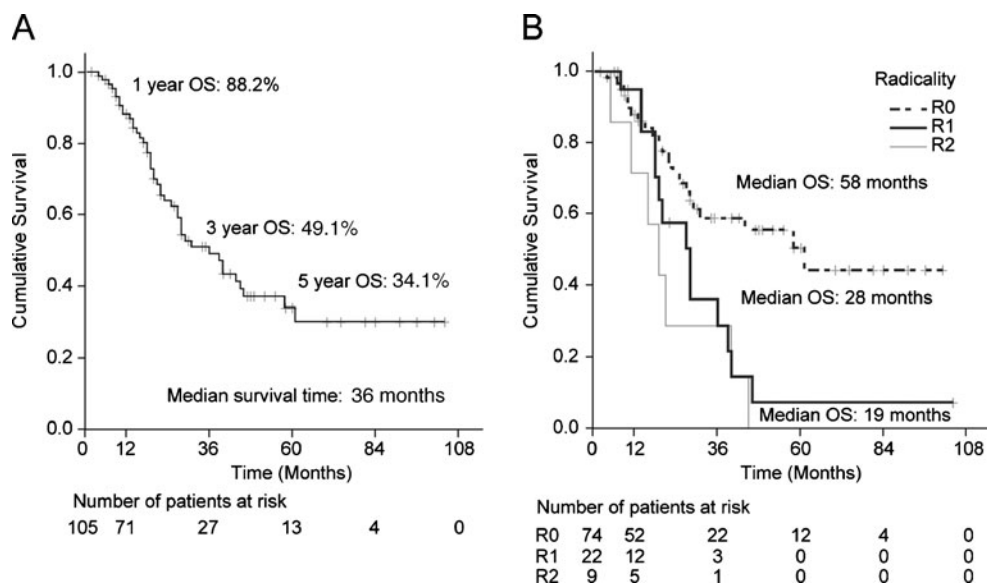 A
Cumulative Survival
1.0
0.8
0.6
0.4
0.2
0.0
1 year OS: 88.2%
3 year OS: 49.1%
5 year OS: 34.1%
Median survival time: 36 months
0 12 36 60 84 108
Time (Months)
Number of patients at risk
105 71 27 13 4 0
B
Cumulative Survival
1.0
0.8
0.6
0.4
0.2
0.0
Radicality
R0
R1
R2
Median OS: 58 months
Median OS: 28 months
Median OS: 19 months
0 12 36 60 84 108
Time (Months)
Number of patients at risk
R0 74 52 22 12 4 0
R1 22 12 3 0 0 0
R2 9 5 1 0 0 0